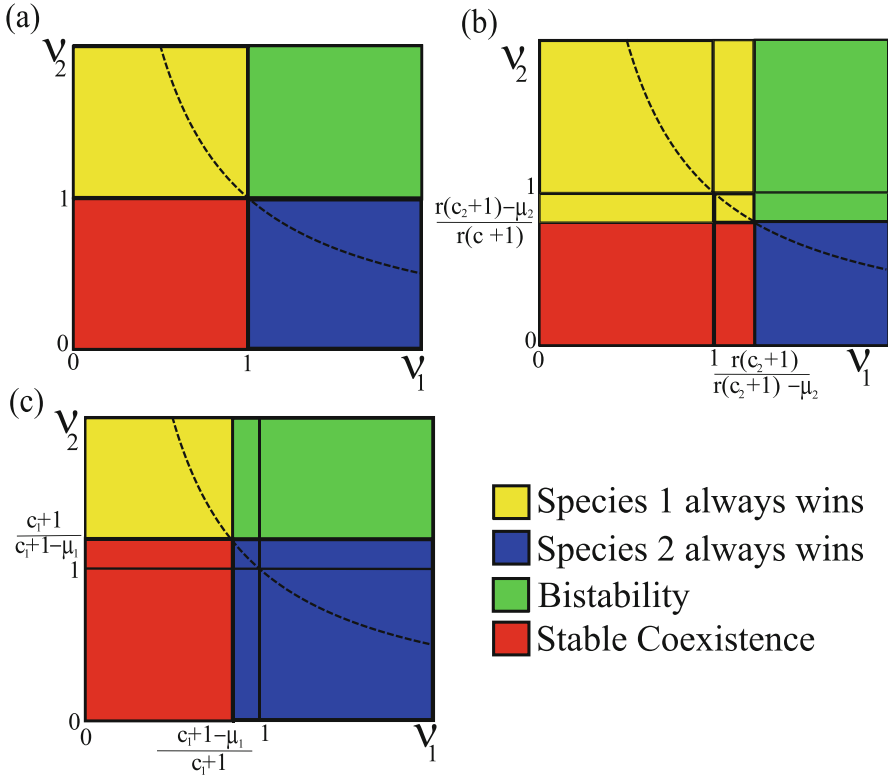 (a)
ν2
1
0
0
1
ν1
(b)
ν2
1
r(c2+1)-μ2
r(c +1)
0
0
1
r(c2+1)
r(c2+1) -μ2
ν1
(c)
ν2
c1+1
c1+1-μ1
1
0
0
c1+1-μ1
c1+1
1
ν1
Species 1 always wins
Species 2 always wins
Bistability
Stable Coexistence